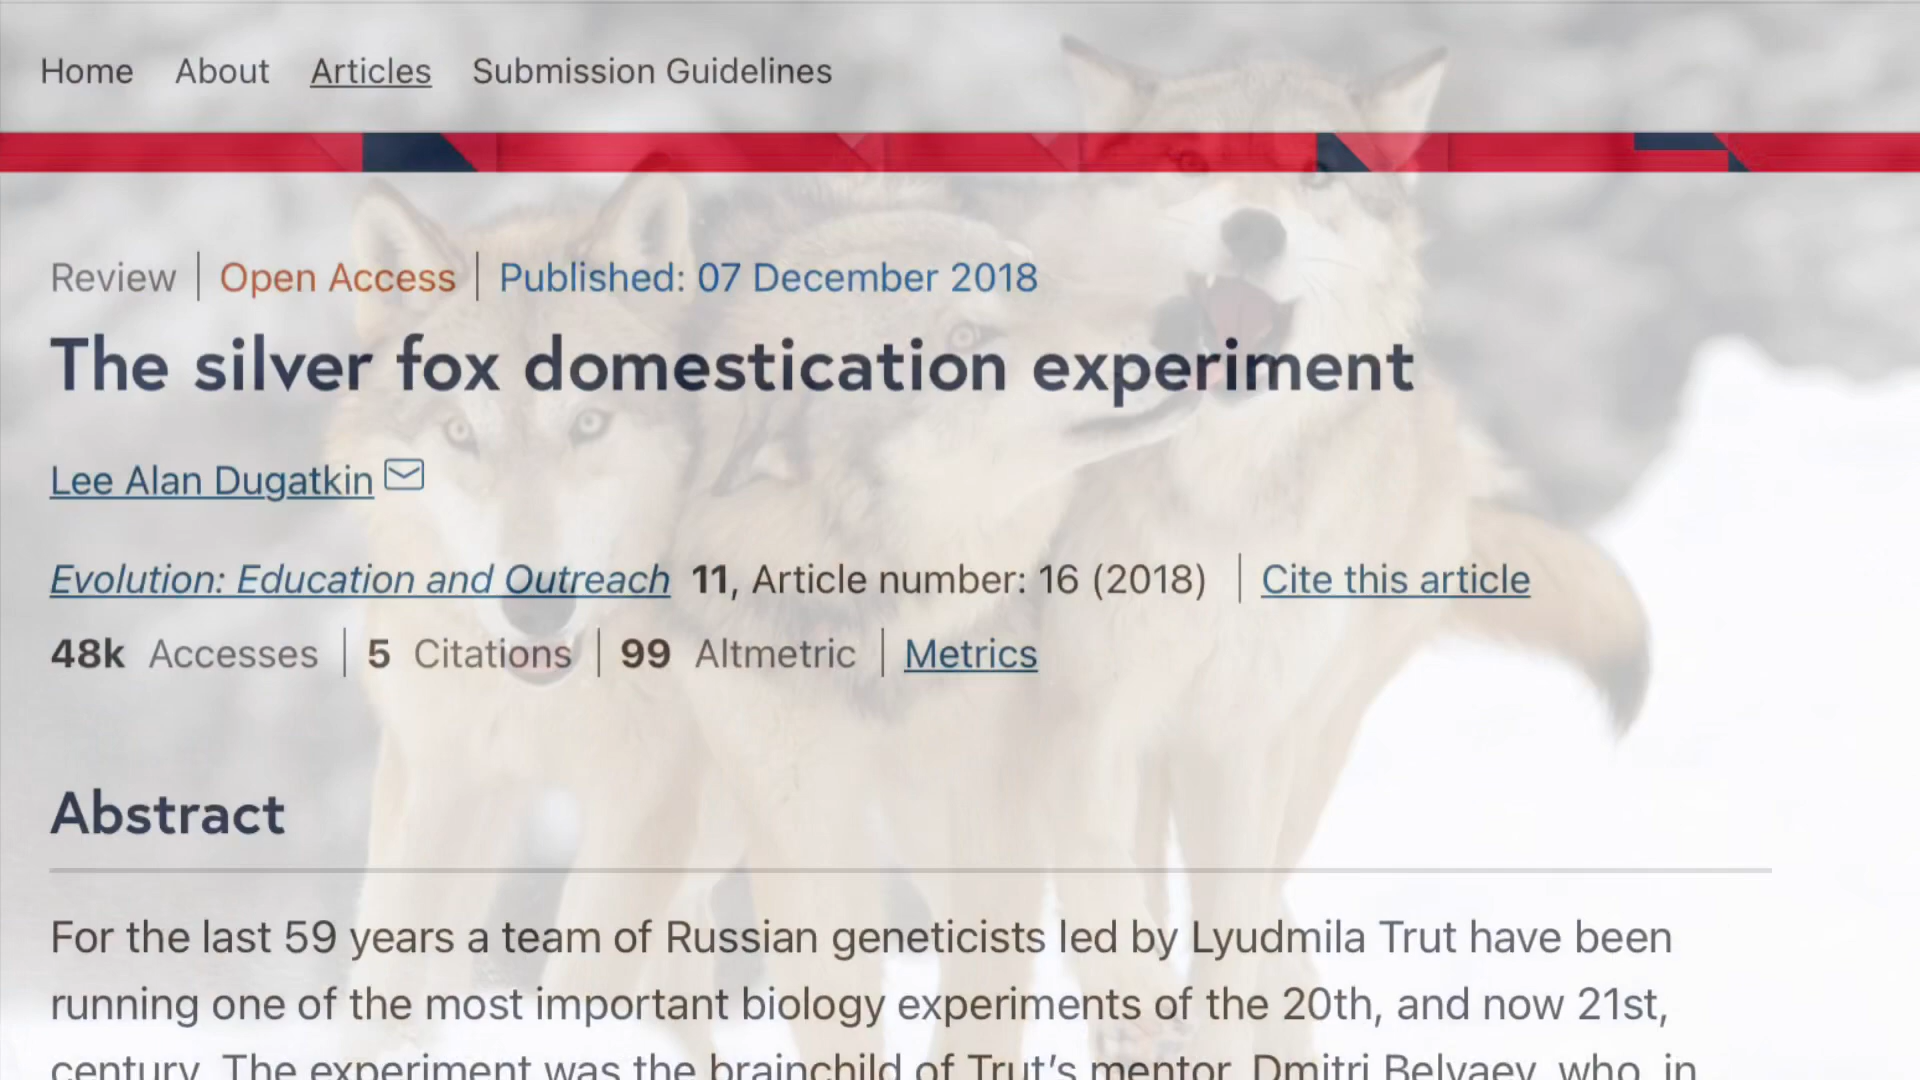 Home About Articles Submission Guidelines
Review | Open Access | Published: 07 December 2018
The silver fox domestication experiment
Lee Alan Dugatkin
Evolution: Education and Outreach 11, Article number: 16 (2018) | Cite this article
48k Accesses | 5 Citations | 99 Altmetric | Metrics
Abstract
For the last 59 years a team of Russian geneticists led by Lyudmila Trut have been
running one of the most important biology experiments of the 20th, and now 21st,
century. The experiment was the brainchild of Trut's mentor, Dmitri Belyaev, who, in